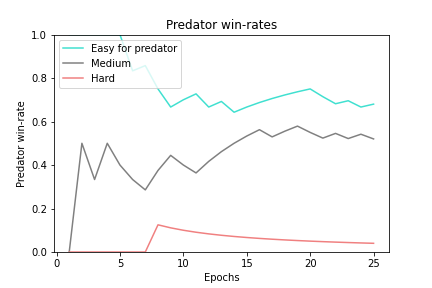 Predator win-rates
Easy for predator
Medium
Hard
Predator win-rate
1.0
0.8
0.6
0.4
0.2
0.0
0 5 10 15 20 25
Epochs